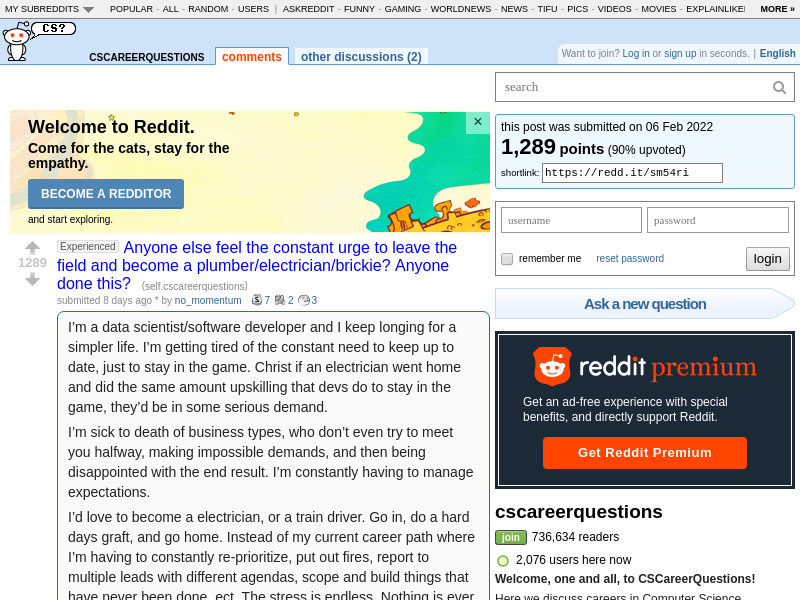 MY SUBREDDITS POPULAR - ALL - RANDOM - USERS | ASKREDDIT - FUNNY - GAMING - WORLDNEWS - NEWS - TIFU - PICS - VIDEOS - MOVIES - EXPLAINLIKE MORE »
CS?
CSCAREERQUESTIONS comments other discussions (2)
Want to join? Log in or sign up in seconds. | English
search
Welcome to Reddit.
Come for the cats, stay for the
empathy.
BECOME A REDDITOR
and start exploring.
×
1289
Experienced Anyone else feel the constant urge to leave the
field and become a plumber/electrician/brickie? Anyone
done this? (self.cscareerquestions)
submitted 8 days ago * by no_momentum 7 2 3
I'm a data scientist/software developer and I keep longing for a
simpler life. I'm getting tired of the constant need to keep up to
date, just to stay in the game. Christ if an electrician went home
and did the same amount upskilling that devs do to stay in the
game, they'd be in some serious demand.
I'm sick to death of business types, who don't even try to meet
you halfway, making impossible demands, and then being
disappointed with the end result. I'm constantly having to manage
expectations.
I'd love to become a electrician, or a train driver. Go in, do a hard
days graft, and go home. Instead of my current career path where
I'm having to constantly re-prioritize, put out fires, report to
multiple leads with different agendas, scope and build things that
have never been done, ect. The stress is endless. Nothing is ever
this post was submitted on 06 Feb 2022
1,289 points (90% upvoted)
shortlink: https://redd.it/sm54ri
username password
remember me reset password login
Ask a new question
reddit premium
Get an ad-free experience with special
benefits, and directly support Reddit.
Get Reddit Premium
cscareerquestions
join 736,634 readers
2,076 users here now
Welcome, one and all, to CSCareerQuestions!
Here we discuss careers in Computer Science,